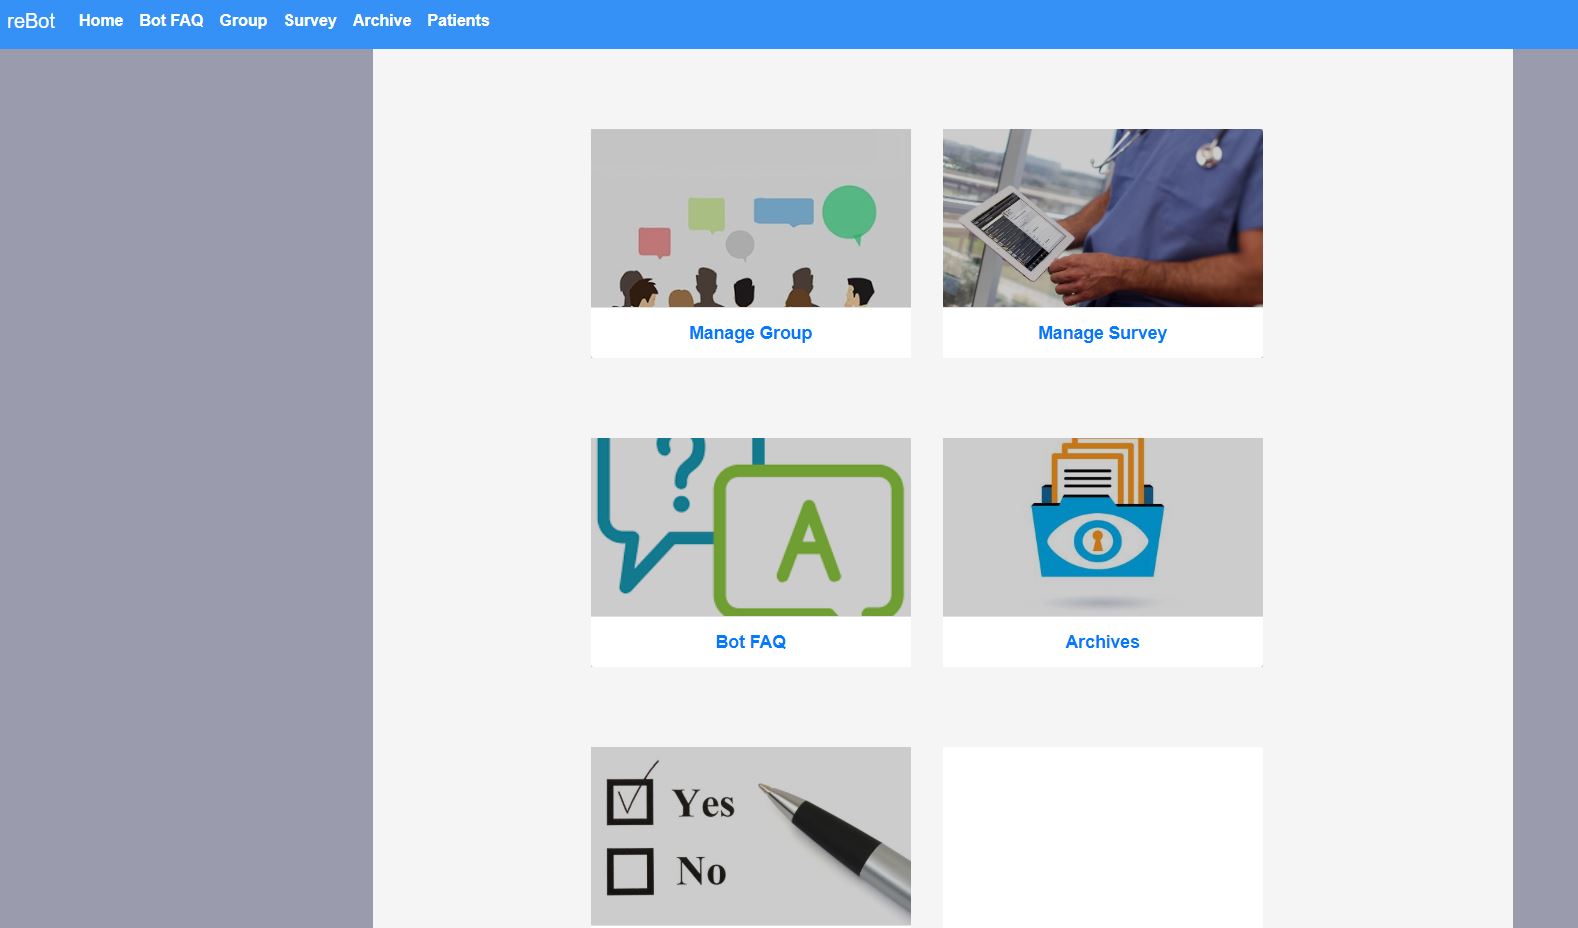 reBot Home Bot FAQ Group Survey Archive Patients
Manage Group
Manage Survey
?
A
Bot FAQ
Archives
Yes
No